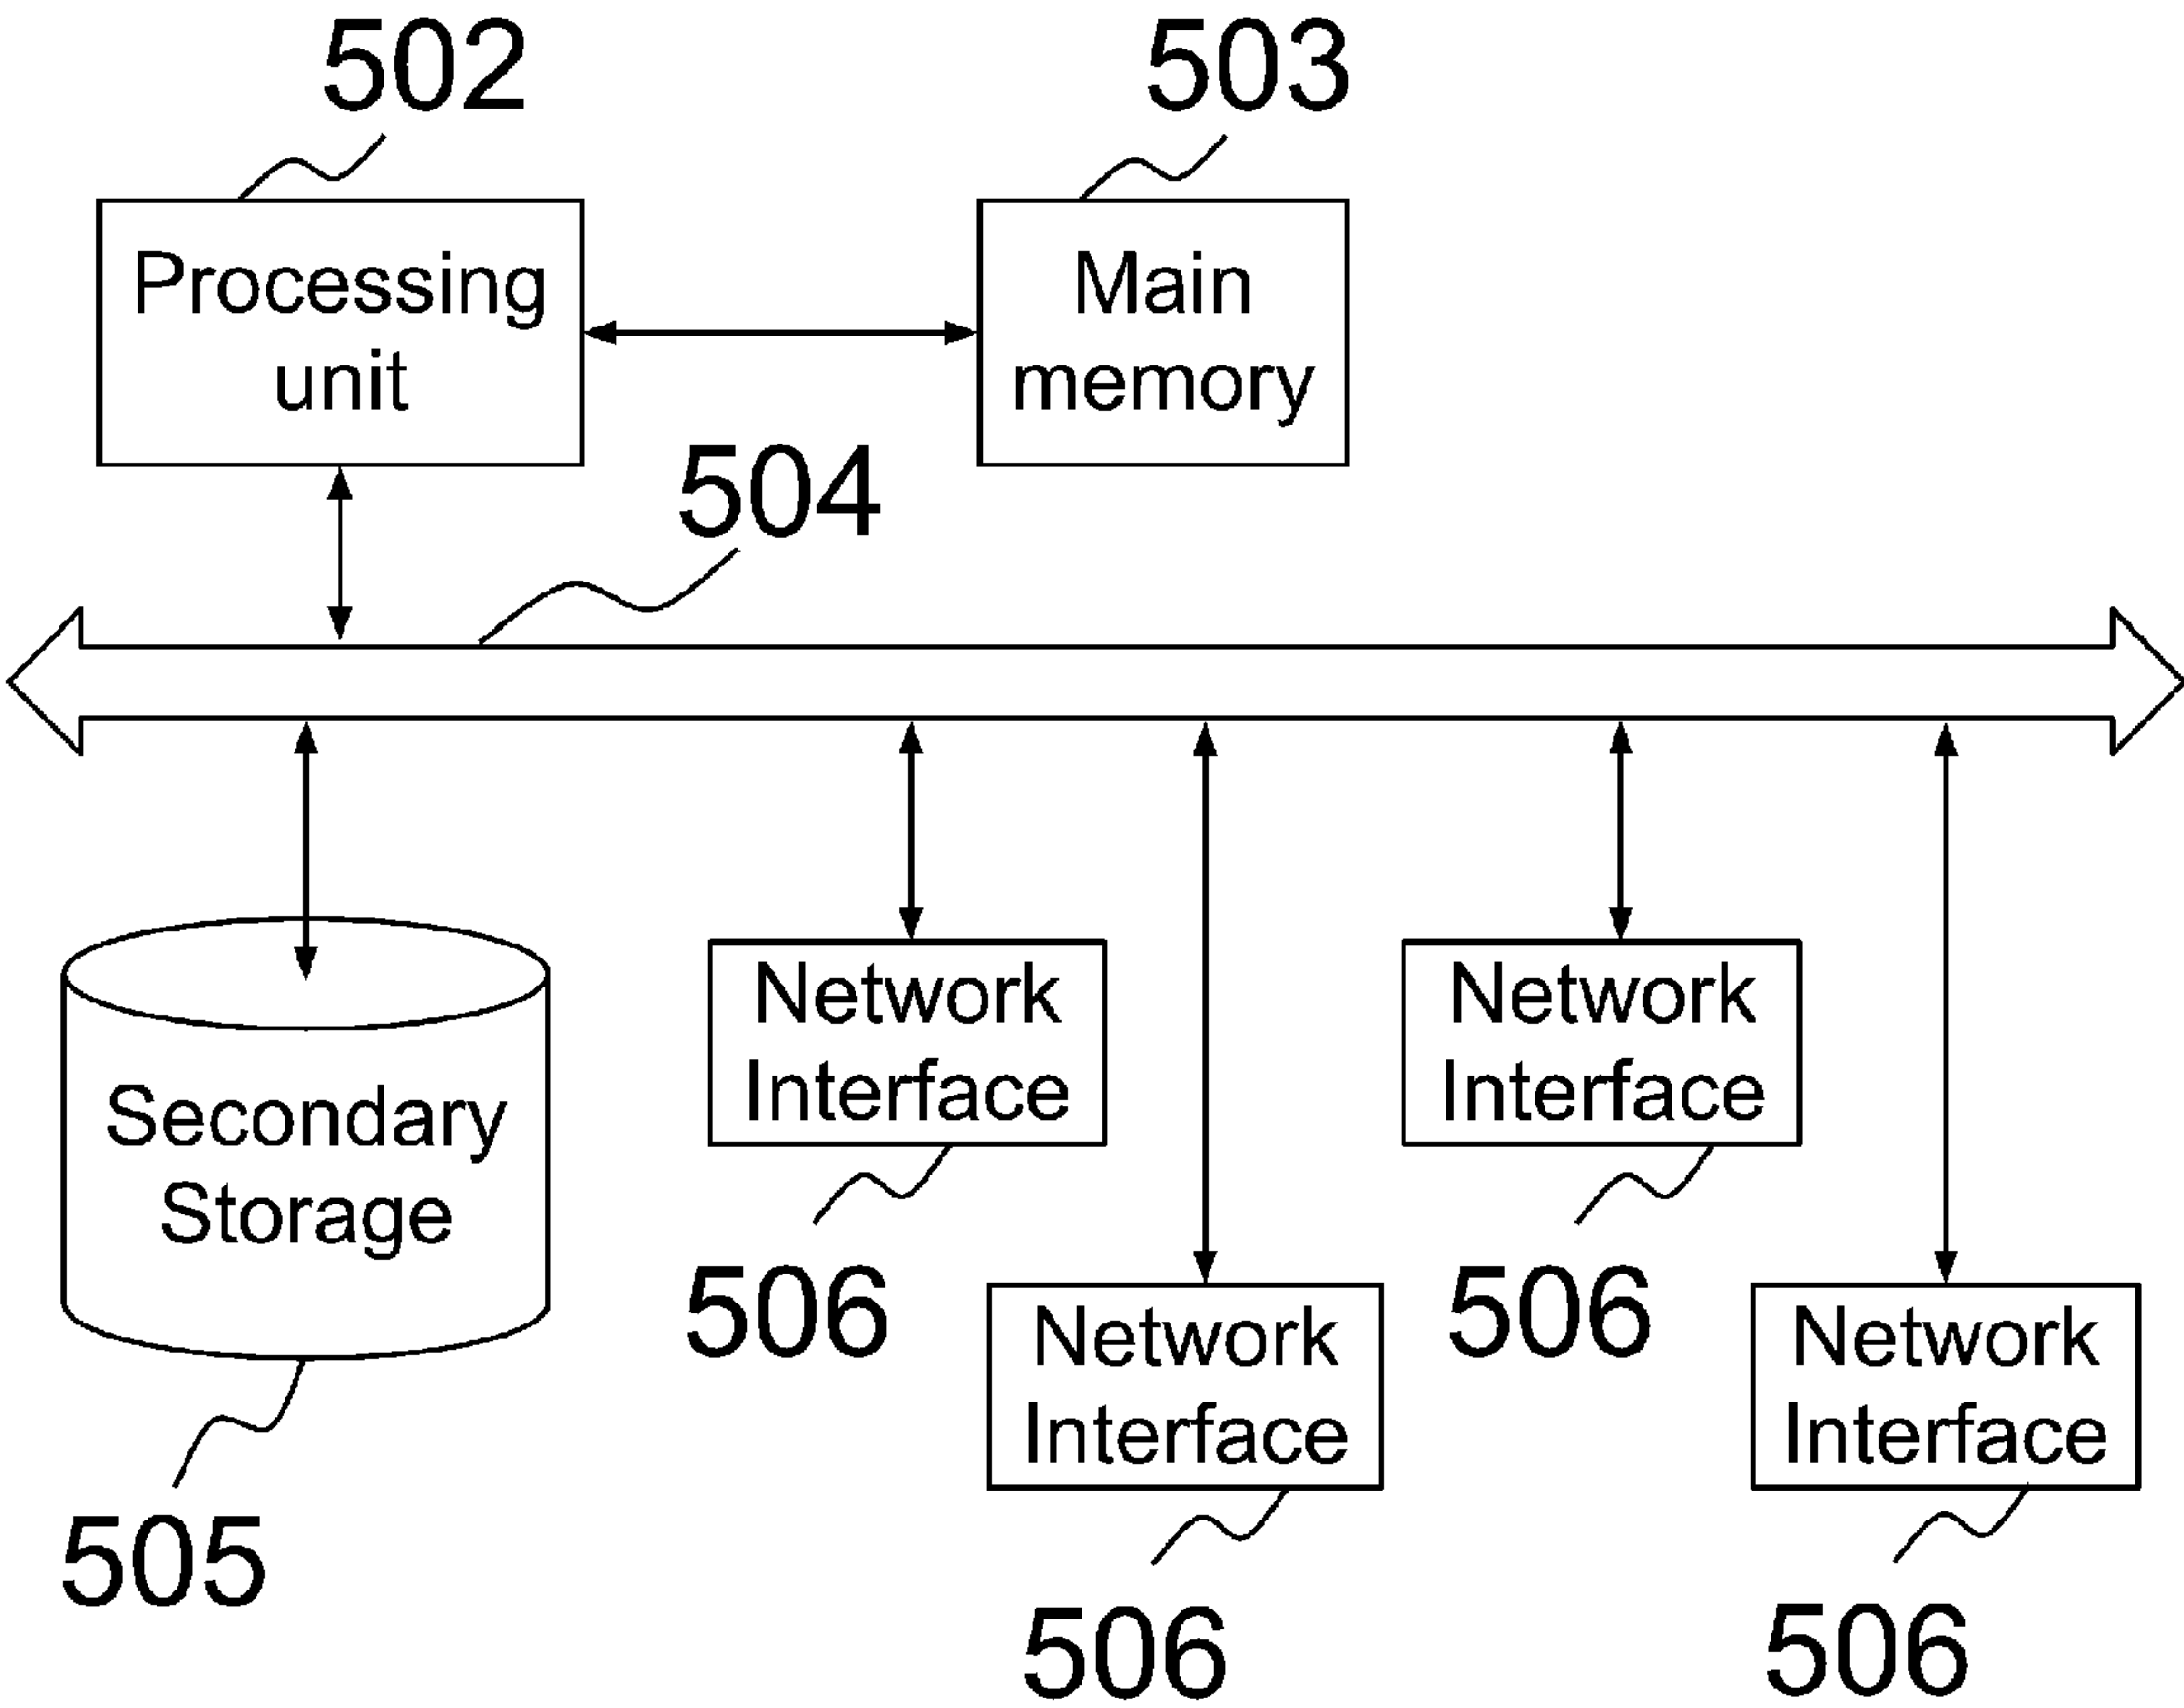 502
503
Processing
unit
Main
memory
504
Secondary
Storage
505
Network
Interface
506
Network
Interface
506
Network
Interface
506
Network
Interface
506